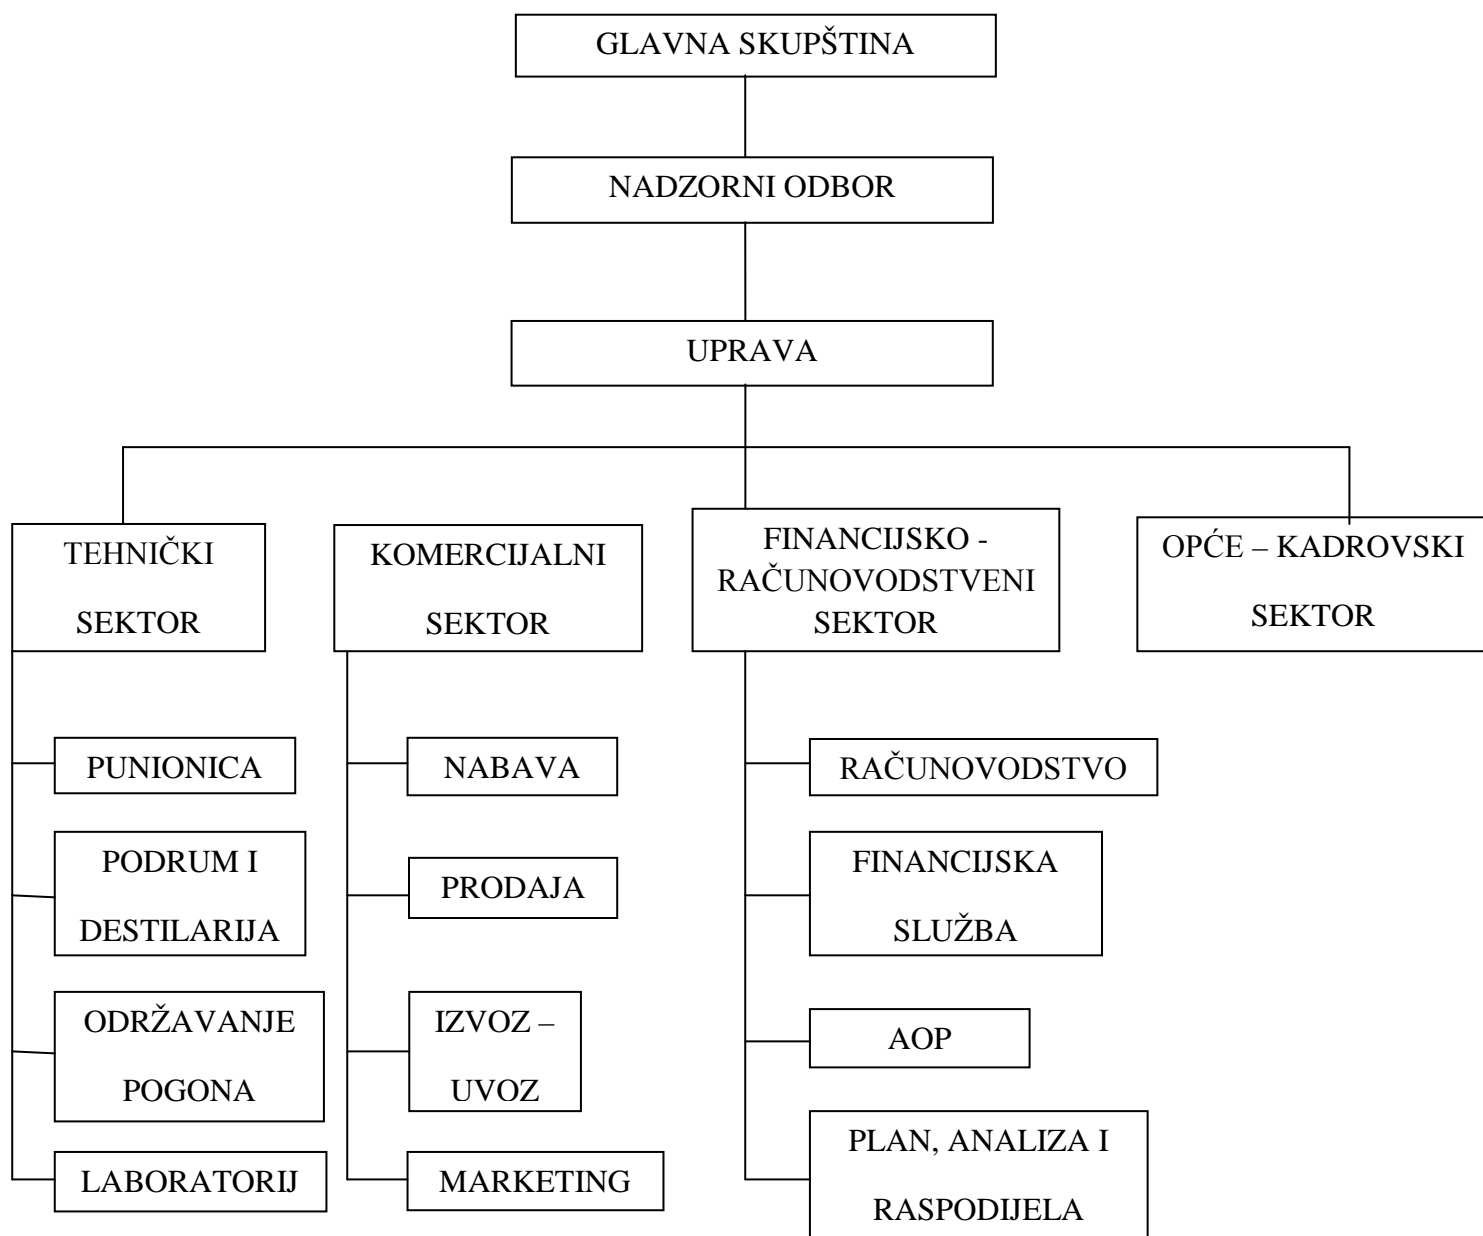 GLAVNA SKUPŠTINA
NADZORNI ODBOR
UPRAVA
TEHNIČKI
SEKTOR
KOMERCIJALNI
SEKTOR
FINANCIJSKO -
RAČUNOVODSTVENI
SEKTOR
OPĆE – KADROVSKI
SEKTOR
PUNIONICA
PODRUM I
DESTILARIJA
ODRŽAVANJE
POGONA
LABORATORIJ
NABAVA
PRODAJA
IZVOZ –
UVOZ
MARKETING
RAČUNOVODSTVO
FINANCIJSKA
SLUŽBA
AOP
PLAN, ANALIZA I
RASPODIJELA